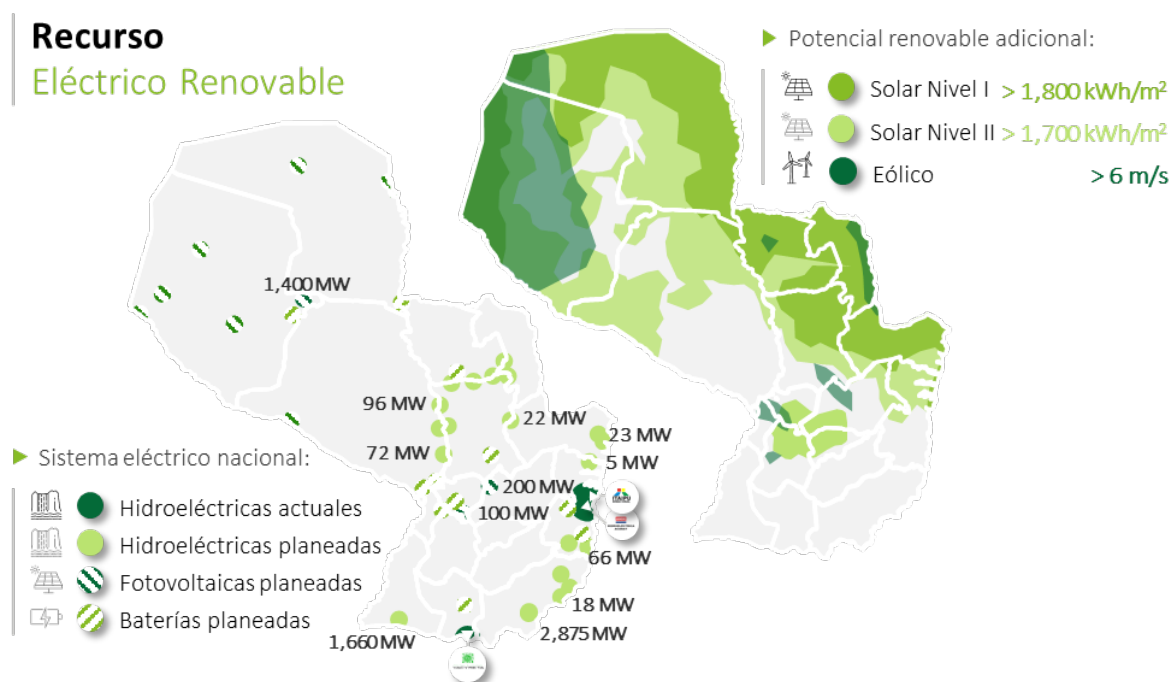 Recurso
Eléctrico Renovable
Potencial renovable adicional:
Solar Nivel I > 1,800 kWh/m²
Solar Nivel II > 1,700 kWh/m²
Eólico > 6 m/s
1,400 MW
96 MW
22 MW
23 MW
72 MW
5 MW
200 MW
100 MW
66 MW
18 MW
2,875 MW
1,660 MW
Sistema eléctrico nacional:
Hidroeléctricas actuales
Hidroeléctricas planeadas
Fotovoltaicas planeadas
Baterías planeadas
ITAIPU